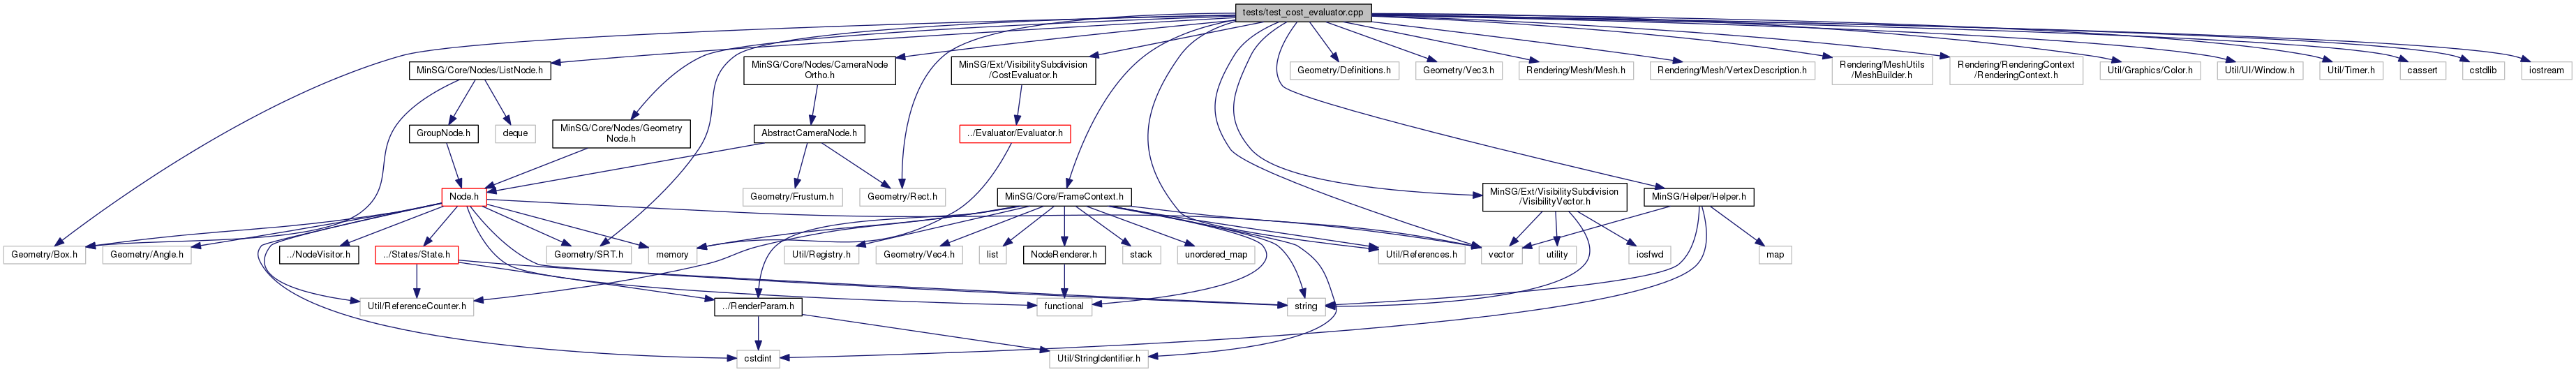 tests/test_cost_evaluator.cpp
MinSG/Core/Nodes/ListNode.h
MinSG/Core/Nodes/CameraNode
Ortho.h
MinSG/Ext/VisibilitySubdivision
/CostEvaluator.h
Geometry/Definitions.h
Geometry/Vec3.h
Rendering/Mesh/Mesh.h
Rendering/Mesh/VertexDescription.h
Rendering/MeshUtils
/MeshBuilder.h
Rendering/RenderingContext
/RenderingContext.h
Util/Graphics/Color.h
Util/UI/Window.h
Util/Timer.h
cassert
cstdlib
iostream
GroupNode.h
deque
MinSG/Core/Nodes/Geometry
Node.h
AbstractCameraNode.h
../Evaluator/Evaluator.h
Node.h
Geometry/Frustum.h
Geometry/Rect.h
MinSG/Core/FrameContext.h
MinSG/Ext/VisibilitySubdivision
/VisibilityVector.h
MinSG/Helper/Helper.h
Geometry/Box.h
Geometry/Angle.h
../NodeVisitor.h
../States/State.h
Geometry/SRT.h
memory
Util/Registry.h
Geometry/Vec4.h
list
NodeRenderer.h
stack
unordered_map
Util/References.h
vector
utility
iosfwd
map
Util/ReferenceCounter.h
../RenderParam.h
functional
string
cstdint
Util/StringIdentifier.h